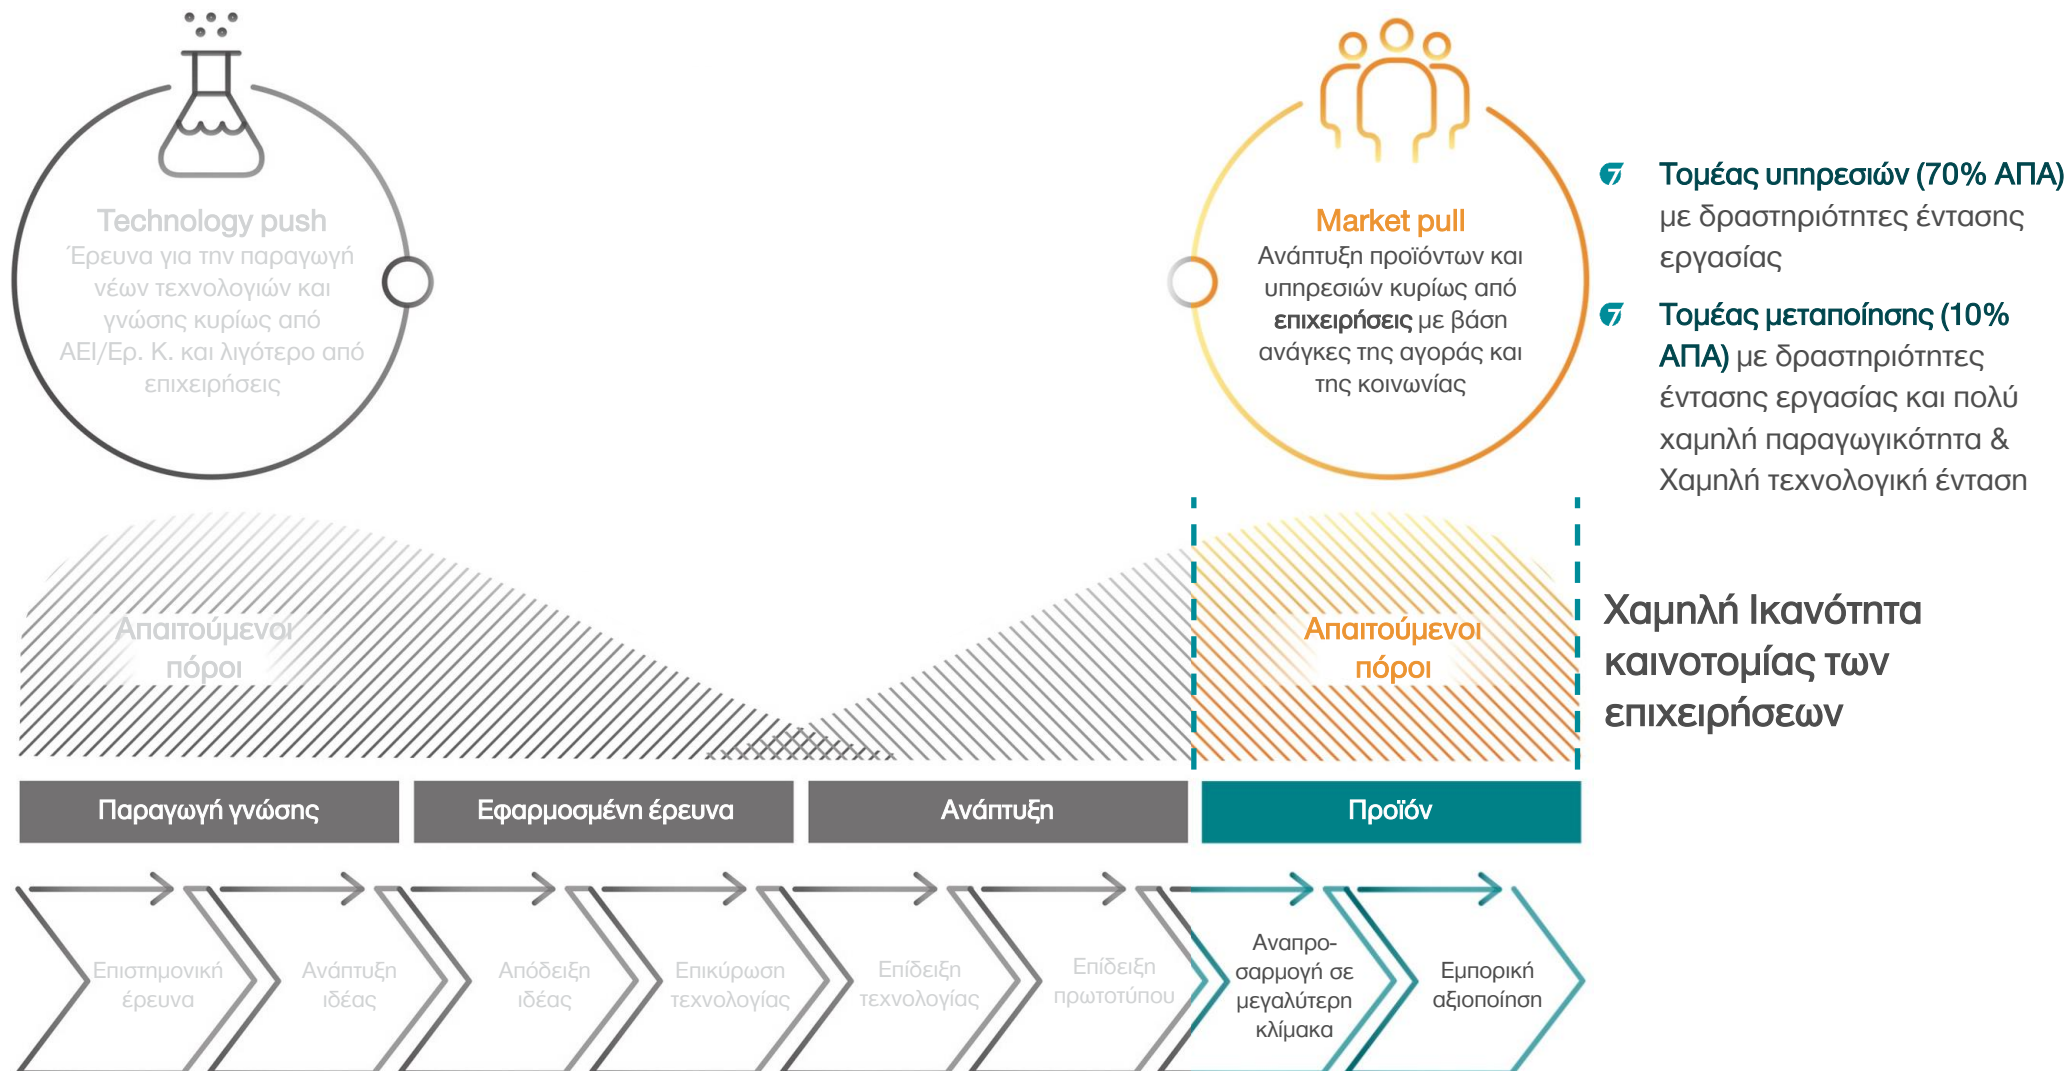 Technology push
Έρευνα για την παραγωγή
νέων τεχνολογιών και
γνώσης κυρίως από
ΑΕΙ/Ερ. Κ. και λιγότερο από
επιχειρήσεις
Market pull
Ανάπτυξη προϊόντων και
υπηρεσιών κυρίως από
επιχειρήσεις με βάση
ανάγκες της αγοράς και
της κοινωνίας
Τομέας υπηρεσιών (70% ΑΠΑ)
με δραστηριότητες έντασης
εργασίας
Τομέας μεταποίησης (10%
ΑΠΑ) με δραστηριότητες
έντασης εργασίας και πολύ
χαμηλή παραγωγικότητα &
Χαμηλή τεχνολογική ένταση
Απαιτούμενοι
πόροι
Απαιτούμενοι
πόροι
Χαμηλή Ικανότητα
καινοτομίας των
επιχειρήσεων
Παραγωγή γνώσης
Εφαρμοσμένη έρευνα
Ανάπτυξη
Προϊόν
Επιστημονική
έρευνα
Ανάπτυξη
ιδέας
Απόδειξη
ιδέας
Επικύρωση
τεχνολογίας
Επίδειξη
τεχνολογίας
Επίδειξη
πρωτοτύπου
Αναπρο-
σαρμογή σε
μεγαλύτερη
κλίμακα
Εμπορική
αξιοποίηση